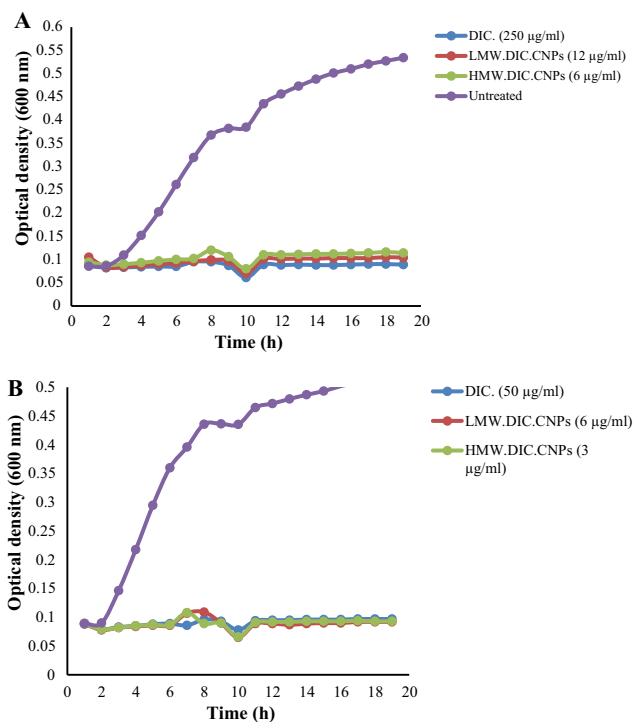 A
Optical density (600 nm)
0.6
0.55
0.5
0.45
0.4
0.35
0.3
0.25
0.2
0.15
0.1
0.05
0
0 2 4 6 8 10 12 14 16 18 20
Time (h)
DIC. (250 µg/ml)
LMW.DIC.CNPs (12 µg/ml)
HMW.DIC.CNPs (6 µg/ml)
Untreated
B
Optical density (600 nm)
0.5
0.45
0.4
0.35
0.3
0.25
0.2
0.15
0.1
0.05
0
0 2 4 6 8 10 12 14 16 18 20
Time (h)
DIC. (50 µg/ml)
LMW.DIC.CNPs (6 µg/ml)
HMW.DIC.CNPs (3
µg/ml)